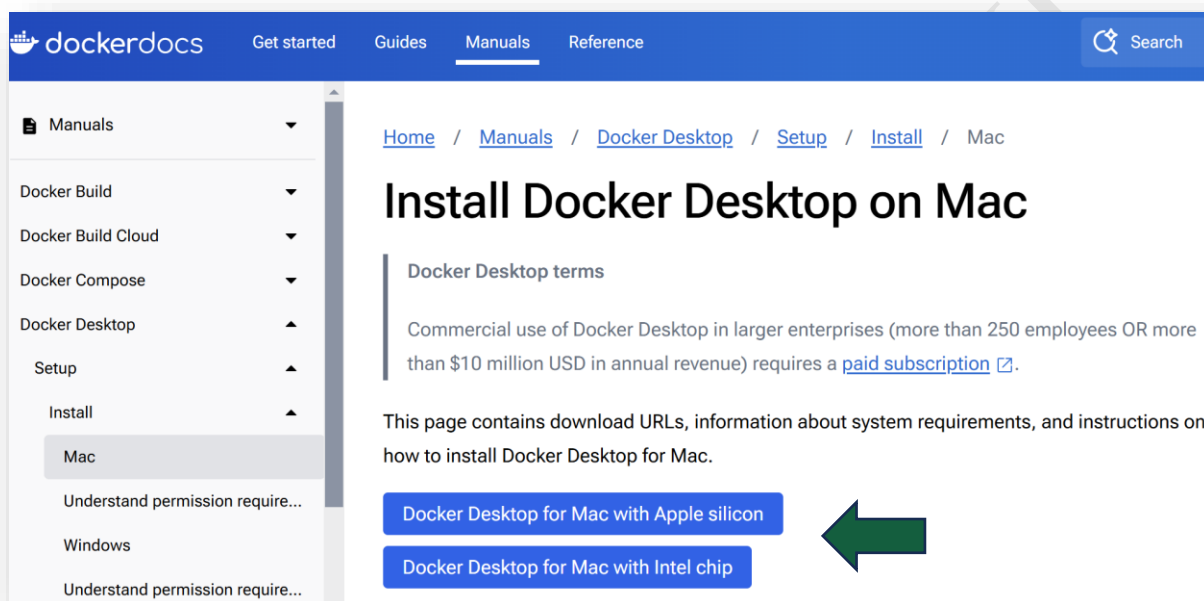 dockerdocs
Get started
Guides
Manuals
Reference
Search
Manuals
Docker Build
Docker Build Cloud
Docker Compose
Docker Desktop
Setup
Install
Mac
Understand permission require...
Windows
Understand permission require...
Home / Manuals / Docker Desktop / Setup / Install / Mac
Install Docker Desktop on Mac
Docker Desktop terms
Commercial use of Docker Desktop in larger enterprises (more than 250 employees OR more
than $10 million USD in annual revenue) requires a paid subscription.
This page contains download URLs, information about system requirements, and instructions on
how to install Docker Desktop for Mac.
Docker Desktop for Mac with Apple silicon
Docker Desktop for Mac with Intel chip